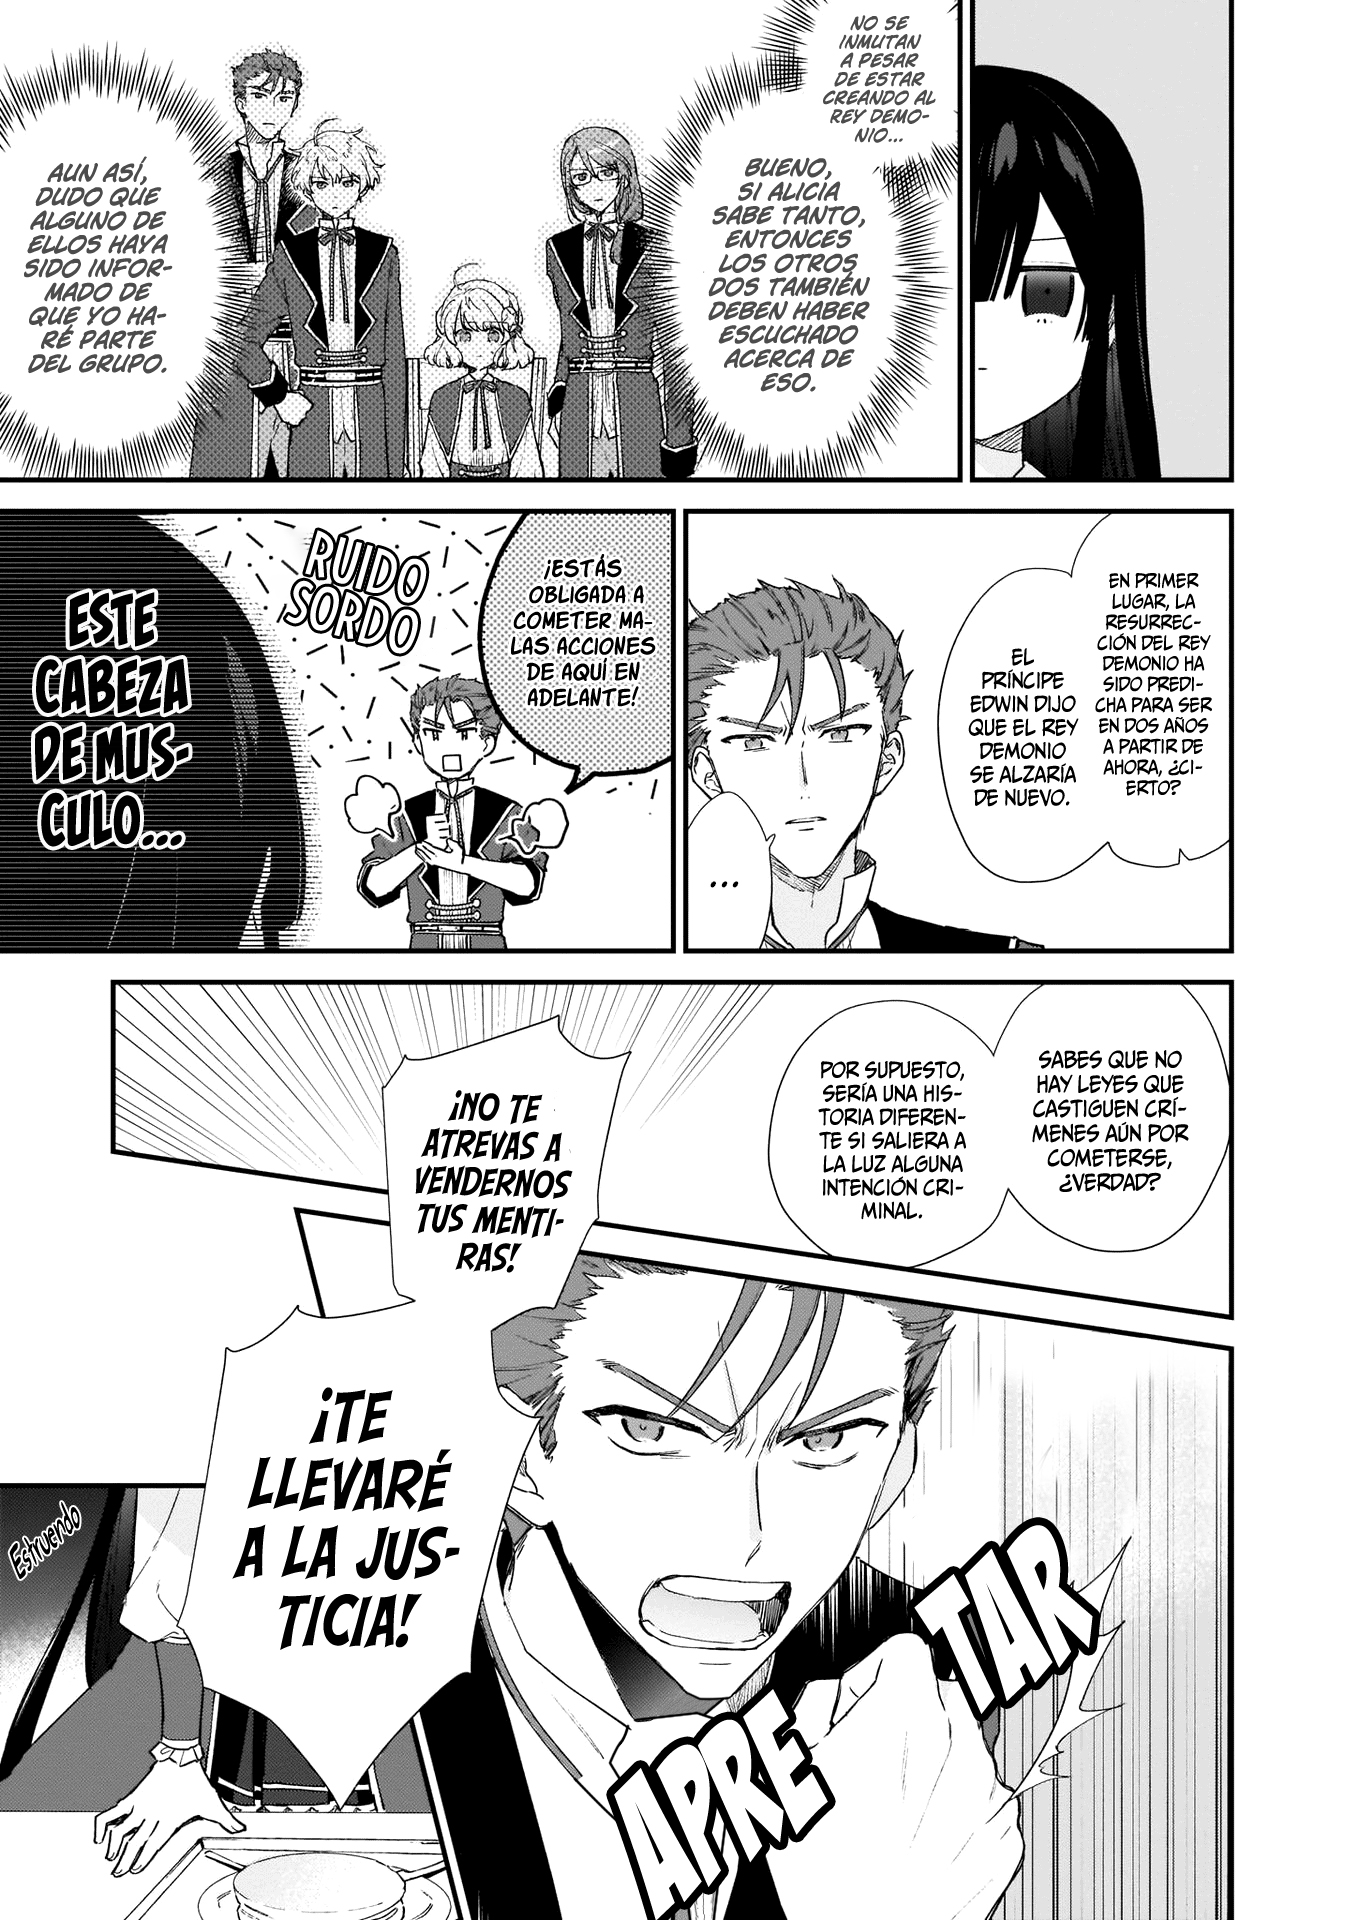 NO SE
INMUTAN
A PESAR
DE ESTAR
CREANDO AL
REY DEMO-
NIO...
BUENO,
SI ALICIA
SABE TANTO,
ENTONCES
LOS OTROS
DOS TAMBIÉN
DEBEN HABER
ESCUCHADO
ACERCA DE
ESO.
AUN ASÍ,
DUDO QUE
ALGUNO DE
ELLOS HAYA
SIDO INFOR-
MADO DE
QUE YO HA-
RÉ PARTE
DEL GRUPO.
EN PRIMER
LUGAR, LA
RESURREC-
CIÓN DEL REY
DEMONIO HA
SIDO PREDI-
CHA PARA SER
EN DOS AÑOS
A PARTIR DE
AHORA, ¿CI-
ERTO?
EL
PRÍNCIPE
EDWIN DIJO
QUE EL REY
DEMONIO
SE ALZARÍA
DE NUEVO.
...
¡ESTÁS
OBLIGADA A
COMETER MA-
LAS ACCIONES
DE AQUÍ EN
ADELANTE!
RUIDO
SORDO
ESTE
CABEZA
DE MUS-
CULO...
SABES QUE NO
HAY LEYES QUE
CASTIGUEN CRÍ-
MENES AÚN POR
COMETERSE,
¿VERDAD?
POR SUPUESTO,
SERÍA UNA HIS-
TORIA DIFEREN-
TE SI SALIERA A
LA LUZ ALGUNA
INTENCIÓN CRI-
MINAL.
¡NO TE
ATREVAS A
VENDERNOS
TUS MENTI-
RAS!
¡TE
LLEVARÉ
A LA JUS-
TICIA!
APRE
TAR
Estruendo